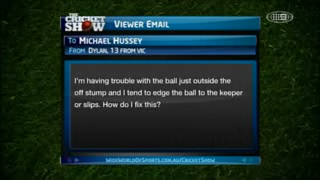 THE
CRICKET
SHOW
VIEWER EMAIL
9
TO MICHAEL HUSSEY
FROM DYLAN, 13 FROM VIC
I'm having trouble with the ball just outside the
off stump and I tend to edge the ball to the keeper
or slips. How do I fix this?
WIDEWORLDOFSPORTS.COM.AU/CRICKETSHOW